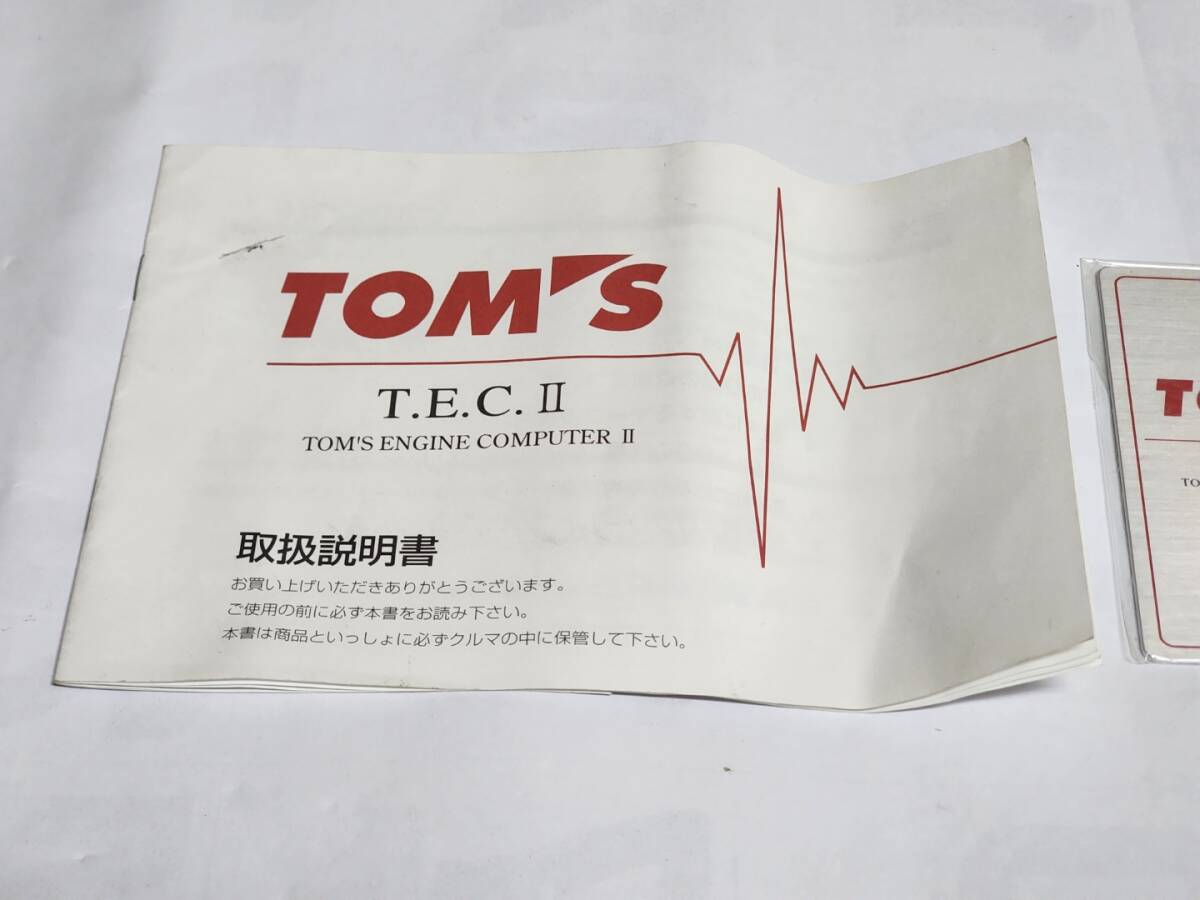 TOM'S
T.E.C. II
TOM'S ENGINE COMPUTER II
取扱説明書
お買い上げいただきありがとうございます。
ご使用の前に必ず本書をお読み下さい。
本書は商品といっしょに必ずクルマの中に保管して下さい。
TO
TO